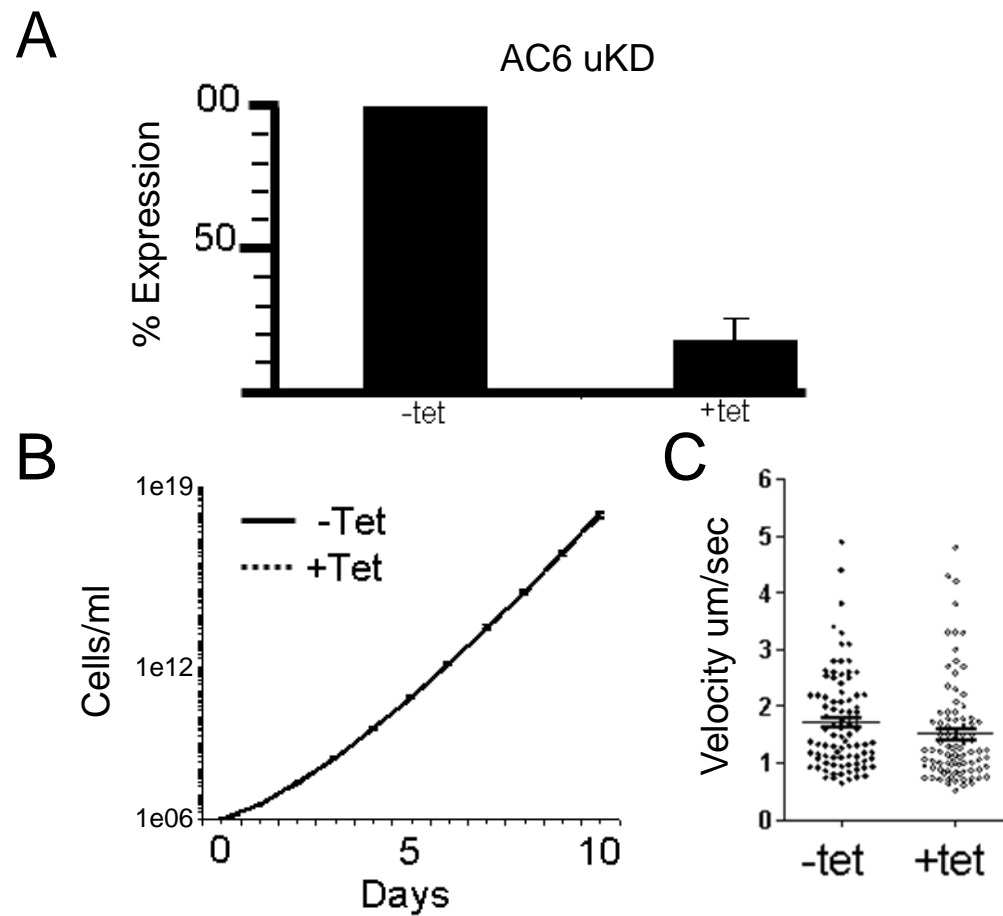 A
AC6 uKD
% Expression
00
50
-tet
+tet
B
Cells/ml
1e19
1e12
1e06
-Tet
+Tet
0
5
10
Days
C
Velocity um/sec
6
5
4
3
2
1
0
-tet
+tet